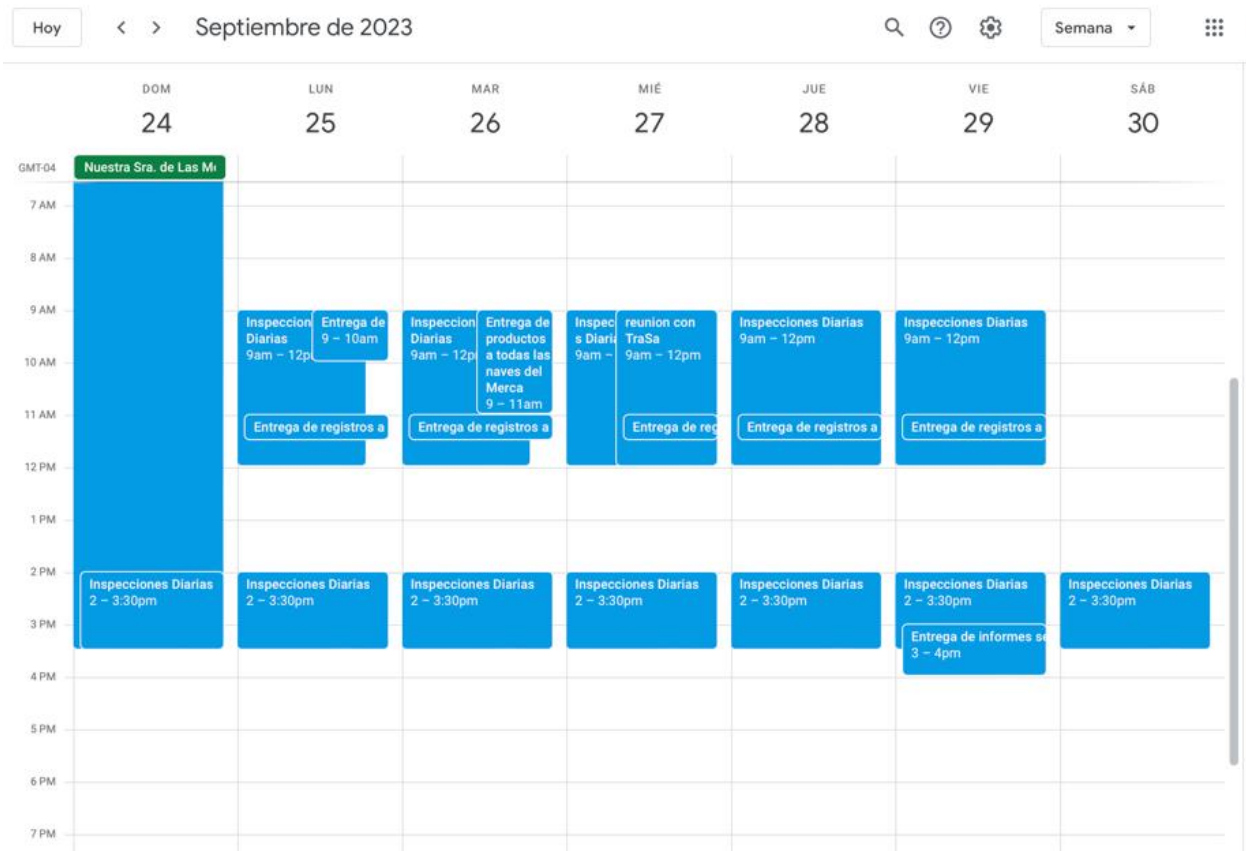 Hoy
Septiembre de 2023
Semana
DOM
LUN
MAR
MIÉ
JUE
VIE
SÁB
24
25
26
27
28
29
30
GMT-04
Nuestra Sra. de Las
7 AM
8 AM
9 AM
10 AM
11 AM
12 PM
1 PM
2 PM
3 PM
4 PM
5 PM
6 PM
7 PM
Inspecciones Diarias
2 – 3:30pm
Inspeccion
Diarias
9am – 12p
Entrega de
9 – 10am
Entrega de registros a
Inspecciones Diarias
2 – 3:30pm
Inspeccion
Diarias
9am – 12p
Entrega de
productos
a todas las
naves del
Merca
9 – 11am
Entrega de registros a
Inspecciones Diarias
2 – 3:30pm
Inspec
s Diaria
9am –
reunion con
TraSa
9am – 12pm
Entrega de reg
Inspecciones Diarias
2 – 3:30pm
Inspecciones Diarias
9am – 12pm
Entrega de registros a
Inspecciones Diarias
2 – 3:30pm
Inspecciones Diarias
9am – 12pm
Entrega de registros a
Inspecciones Diarias
2 – 3:30pm
Entrega de informes se
3 – 4pm
Inspecciones Diarias
2 – 3:30pm